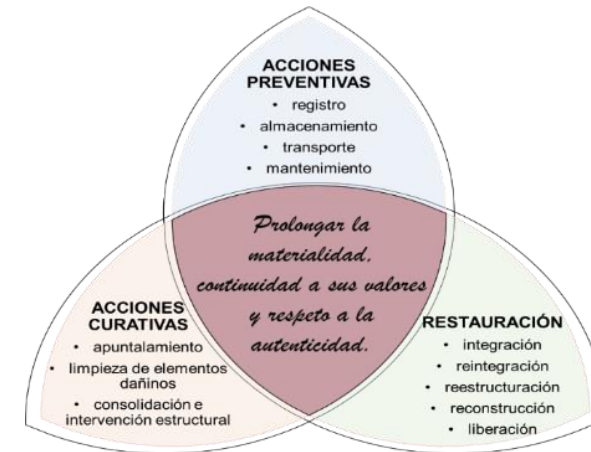 ACCIONES
PREVENTIVAS
• registro
• almacenamiento
• transporte
• mantenimiento
Prolongar la
materialidad,
continuidad a sus valores
y respeto a la
autenticidad.
ACCIONES
CURATIVAS
• apuntalamiento
• limpieza de elementos
dañinos
• consolidación e
intervención estructural
RESTAURACIÓN
• integración
• reintegración
• reestructuración
• reconstrucción
• liberación